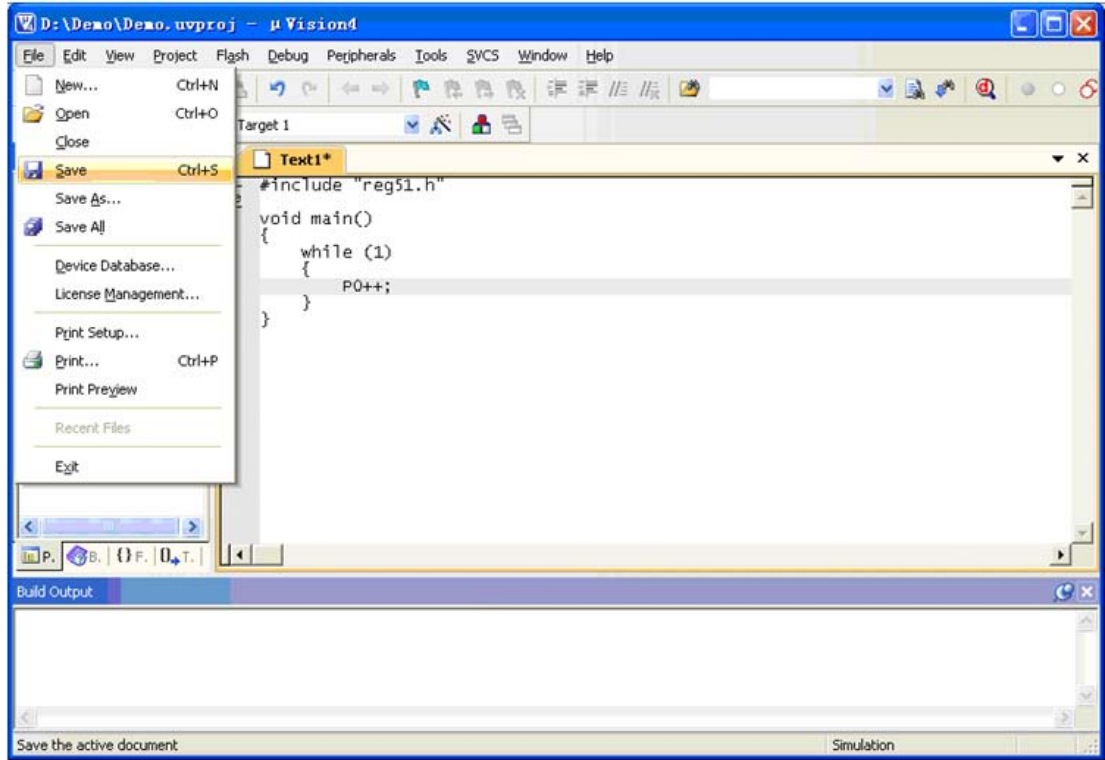 D:\Demo\Demo.uvproj - µVision4
File Edit View Project Flash Debug Peripherals Tools SVCS Window Help
New... Ctrl+N
Open Ctrl+O
Close
Save Ctrl+S
Save As...
Save All
Device Database...
License Management...
Print Setup...
Print... Ctrl+P
Print Preview
Recent Files
Exit
Target 1
Text1*
#include "reg51.h"
void main()
{
while (1)
{
P0++;
}
}
P. B. {} F. 0 T.
Build Output
Save the active document Simulation